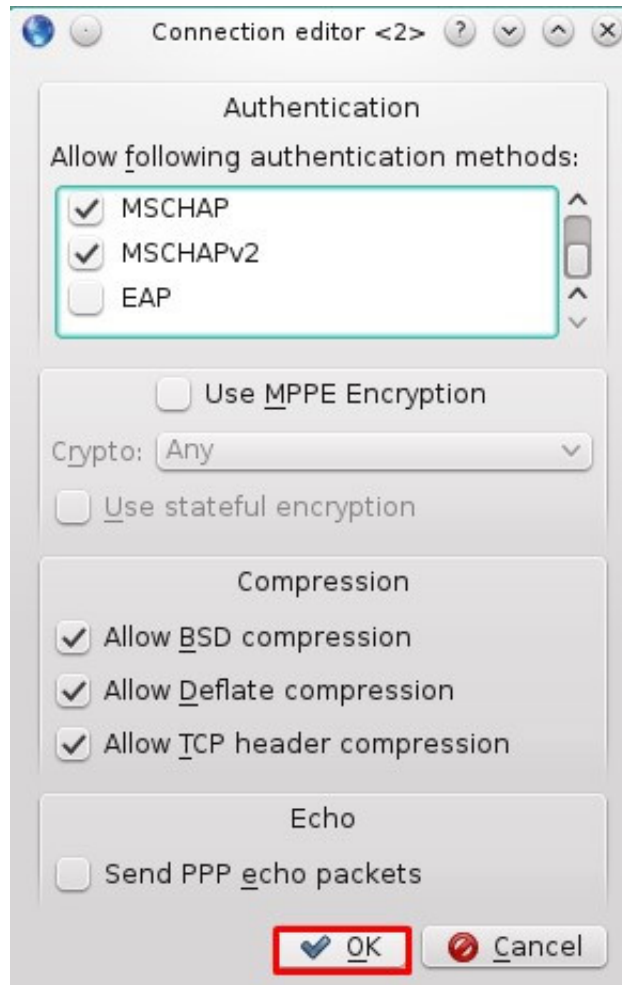 Connection editor <2>
Authentication
Allow following authentication methods:
MSCHAP
MSCHAPv2
EAP
Use MPPE Encryption
Crypto: Any
Use stateful encryption
Compression
Allow BSD compression
Allow Deflate compression
Allow TCP header compression
Echo
Send PPP echo packets
OK Cancel